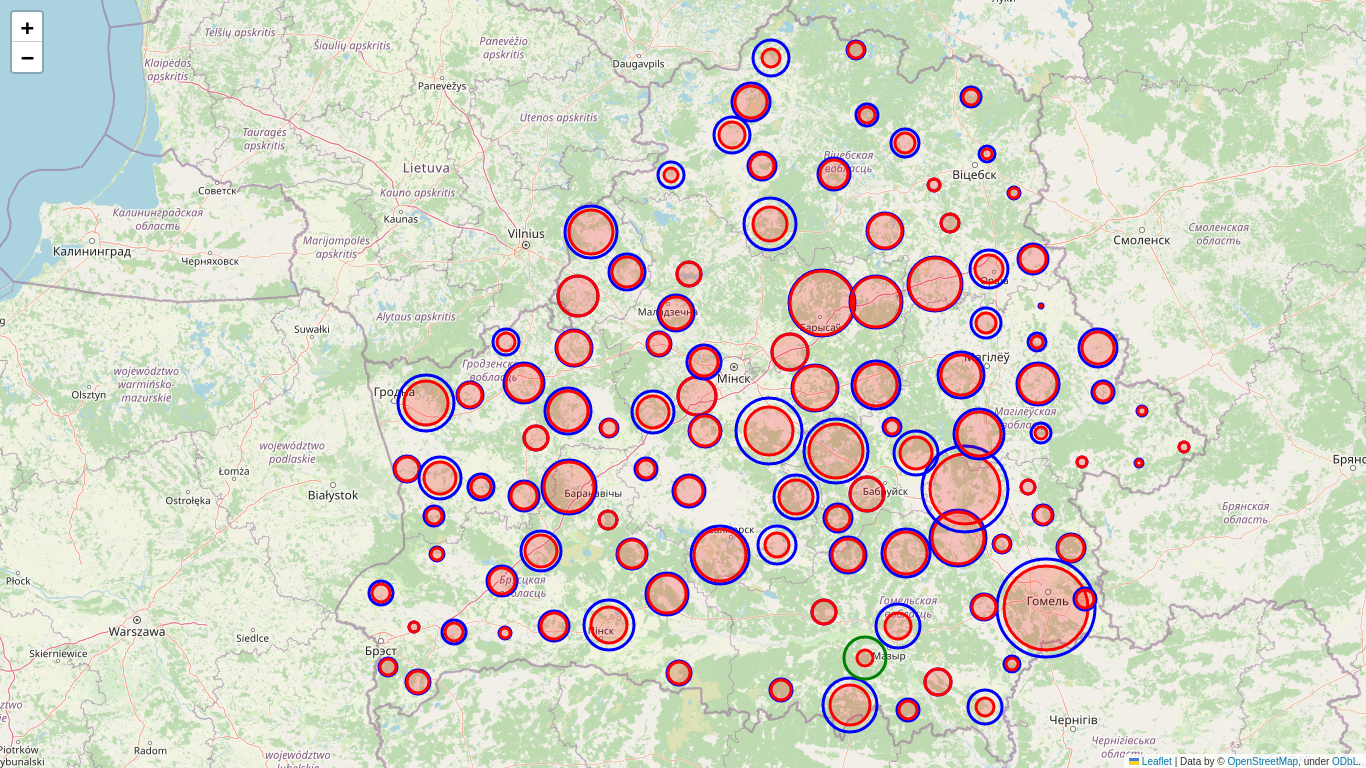 +
−
Telšių apskritis
Šiaulių apskritis
Panevėžio
apskritis
Луки
Klaipėdos
apskritis
Daugavpils
Panevėžys
Utenos apskritis
Tauragės
apskritis
Lietuva
Віцебская
вобласць
Віцебск
Kauno apskritis
Советск
Калининградская
область
Kaunas
Vilnius
Marijampolės
apskritis
Смоленск
Смоленская
область
Калининград
Черняховск
Орша
Маладзечна
Alytaus apskritis
Барысаў
Suwałki
Магілёў
Мінск
Гродзенская
вобласць
województwo
warmińsko-
mazurskie
Гродна
Olsztyn
Магілёўская
вобласць
województwo
podlaskie
Łomża
Białystok
Ostrołęka
Баранавічы
Бабруйск
Брянск
Брянская
область
Płock
Брэсцкая
вобласць
Гомельская
вобласць
Гомель
Warszawa
Siedlce
Пінск
Skierniewice
Брэст
Мазыр
Чернігів
Radom
województwo
lubelskie
Чернігівська
область
Piotrków
Trybunalski
Leaflet | Data by © OpenStreetMap, under ODbL.